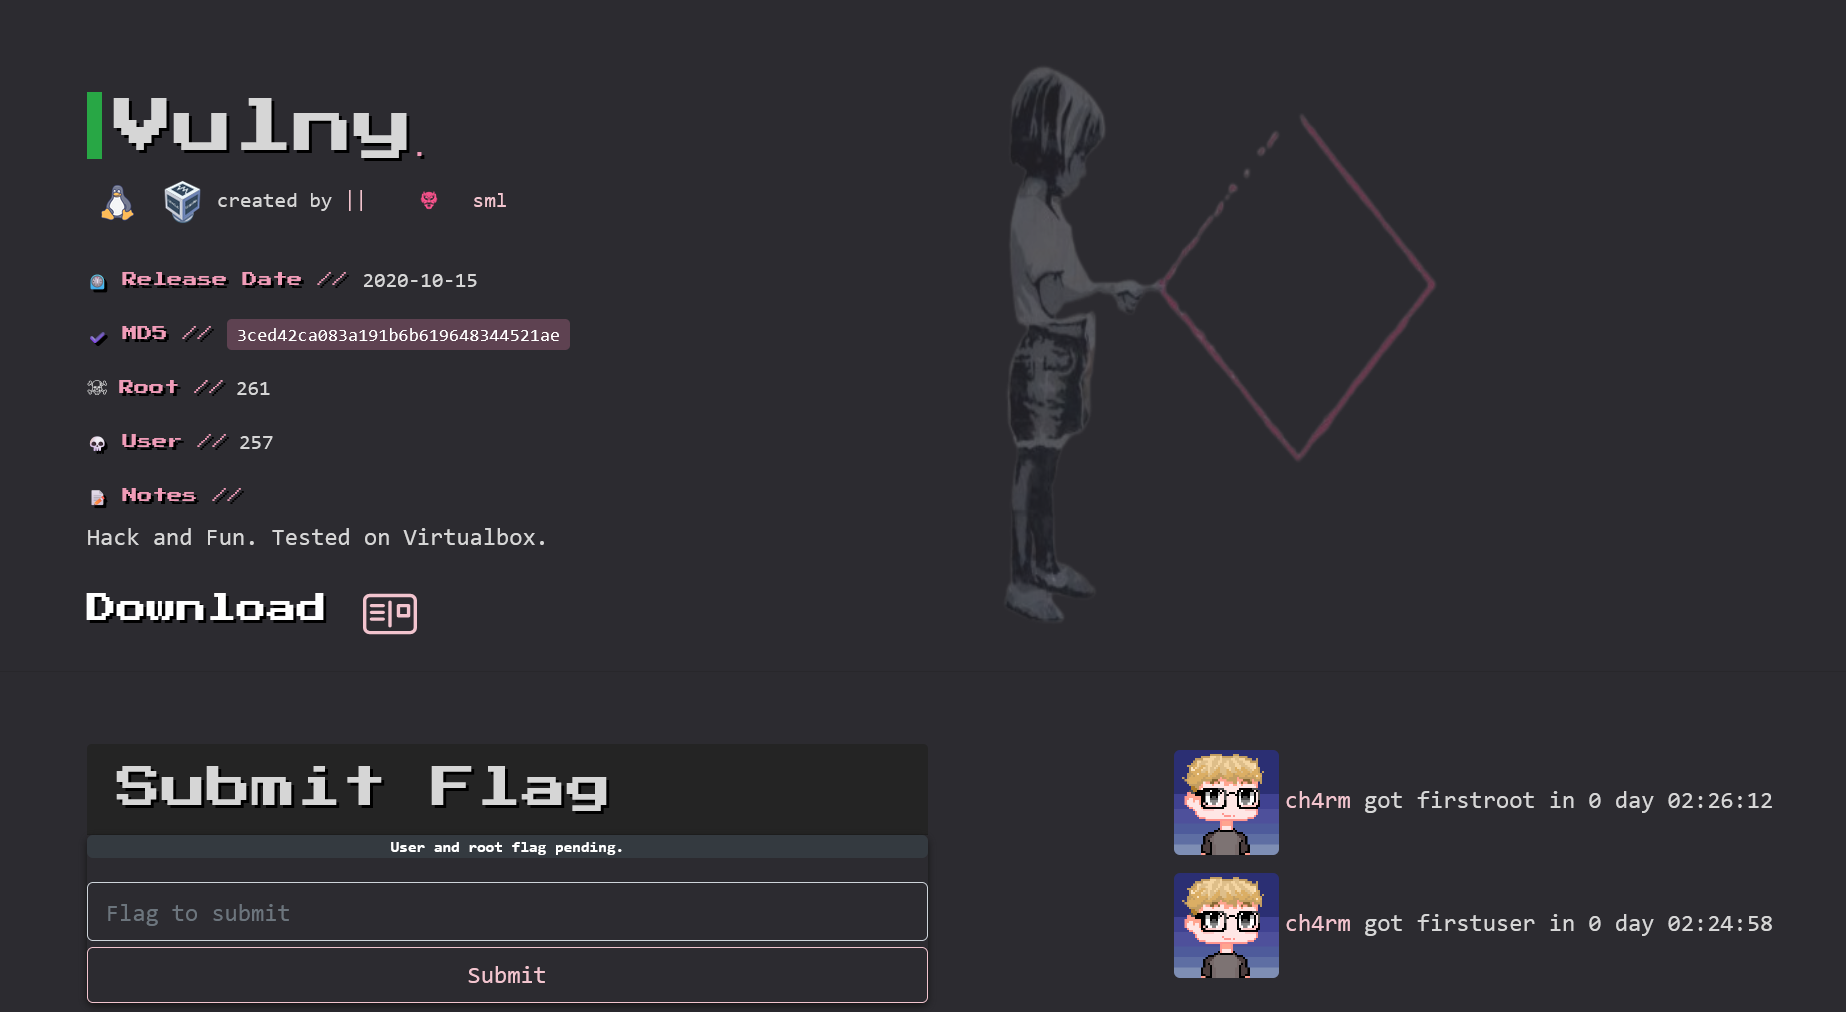 Vulny.
created by || sml
Release Date // 2020-10-15
MD5 // 3ced42ca083a191b6b619648344521ae
Root // 261
User // 257
Notes //
Hack and Fun. Tested on Virtualbox.
Download
Submit Flag
User and root flag pending.
Flag to submit
Submit
ch4rm got firstroot in 0 day 02:26:12
ch4rm got firstuser in 0 day 02:24:58